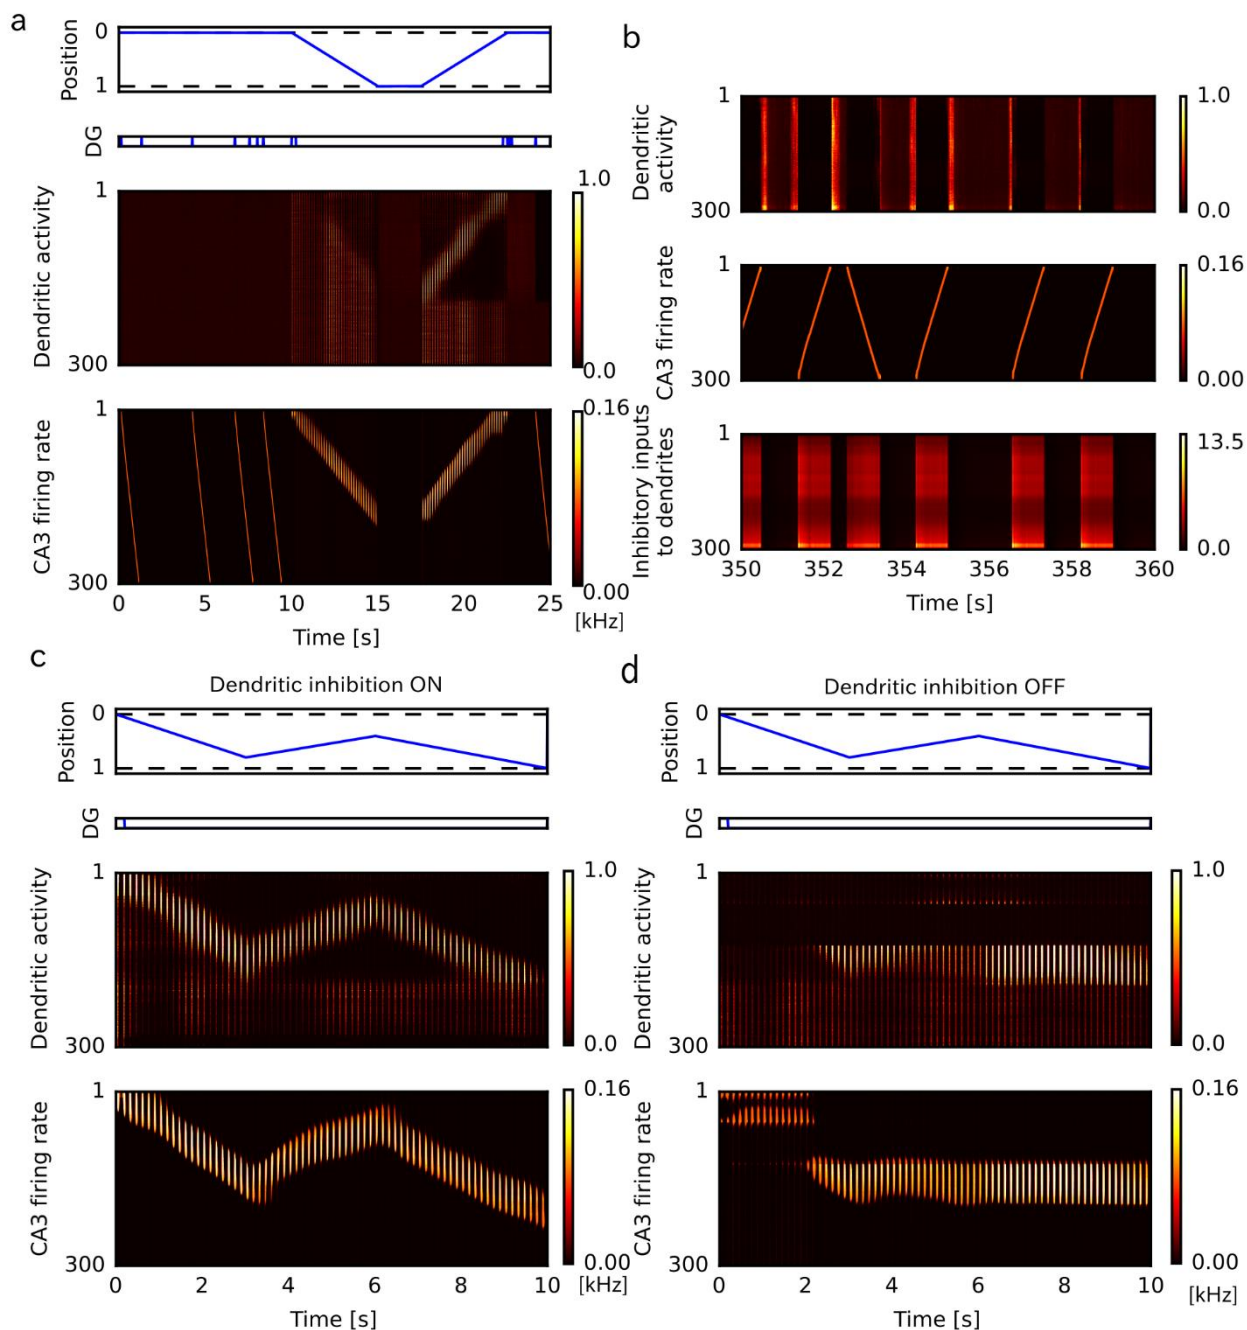 a
0
Position
1
DG
1
Dendritic activity
300
1.0
0.0
1
CA3 firing rate
300
0.16
0.00
0 5 10 15 20 25
[kHz]
Time [s]
b
1
Dendritic
activity
300
1.0
0.0
1
CA3 firing rate
300
0.16
0.00
1
Inhibitory inputs
to dendrites
300
13.5
0.0
350 352 354 356 358 360
Time [s]
c
Dendritic inhibition ON
0
Position
1
DG
1
Dendritic activity
300
1.0
0.0
1
CA3 firing rate
300
0.16
0.00
0 2 4 6 8 10
[kHz]
Time [s]
d
Dendritic inhibition OFF
0
Position
1
DG
1
Dendritic activity
300
1.0
0.0
1
CA3 firing rate
300
0.16
0.00
0 2 4 6 8 10
[kHz]
Time [s]